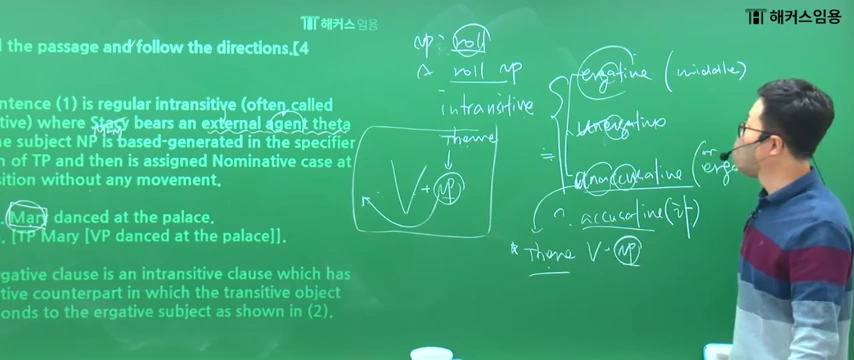 해커스임용
해커스임용
d the passage and follow the directions.【4
ntence (1) is regular intransitive (often called
tive) where Stacy bears an external agent theta
Mary
he subject NP is based-generated in the specifier
n of TP and then is assigned Nominative case at
sition without any movement.
. Mary danced at the palace.
. [TP Mary [VP danced at the palace]].
rgative clause is an intransitive clause which has
tive counterpart in which the transitive object
onds to the ergative subject as shown in (2).
NP roll
roll NP
intransitive
theme
V + NP
ergative (middle)
unergative
unaccusative (or
erga
accusative
* Theme V - NP